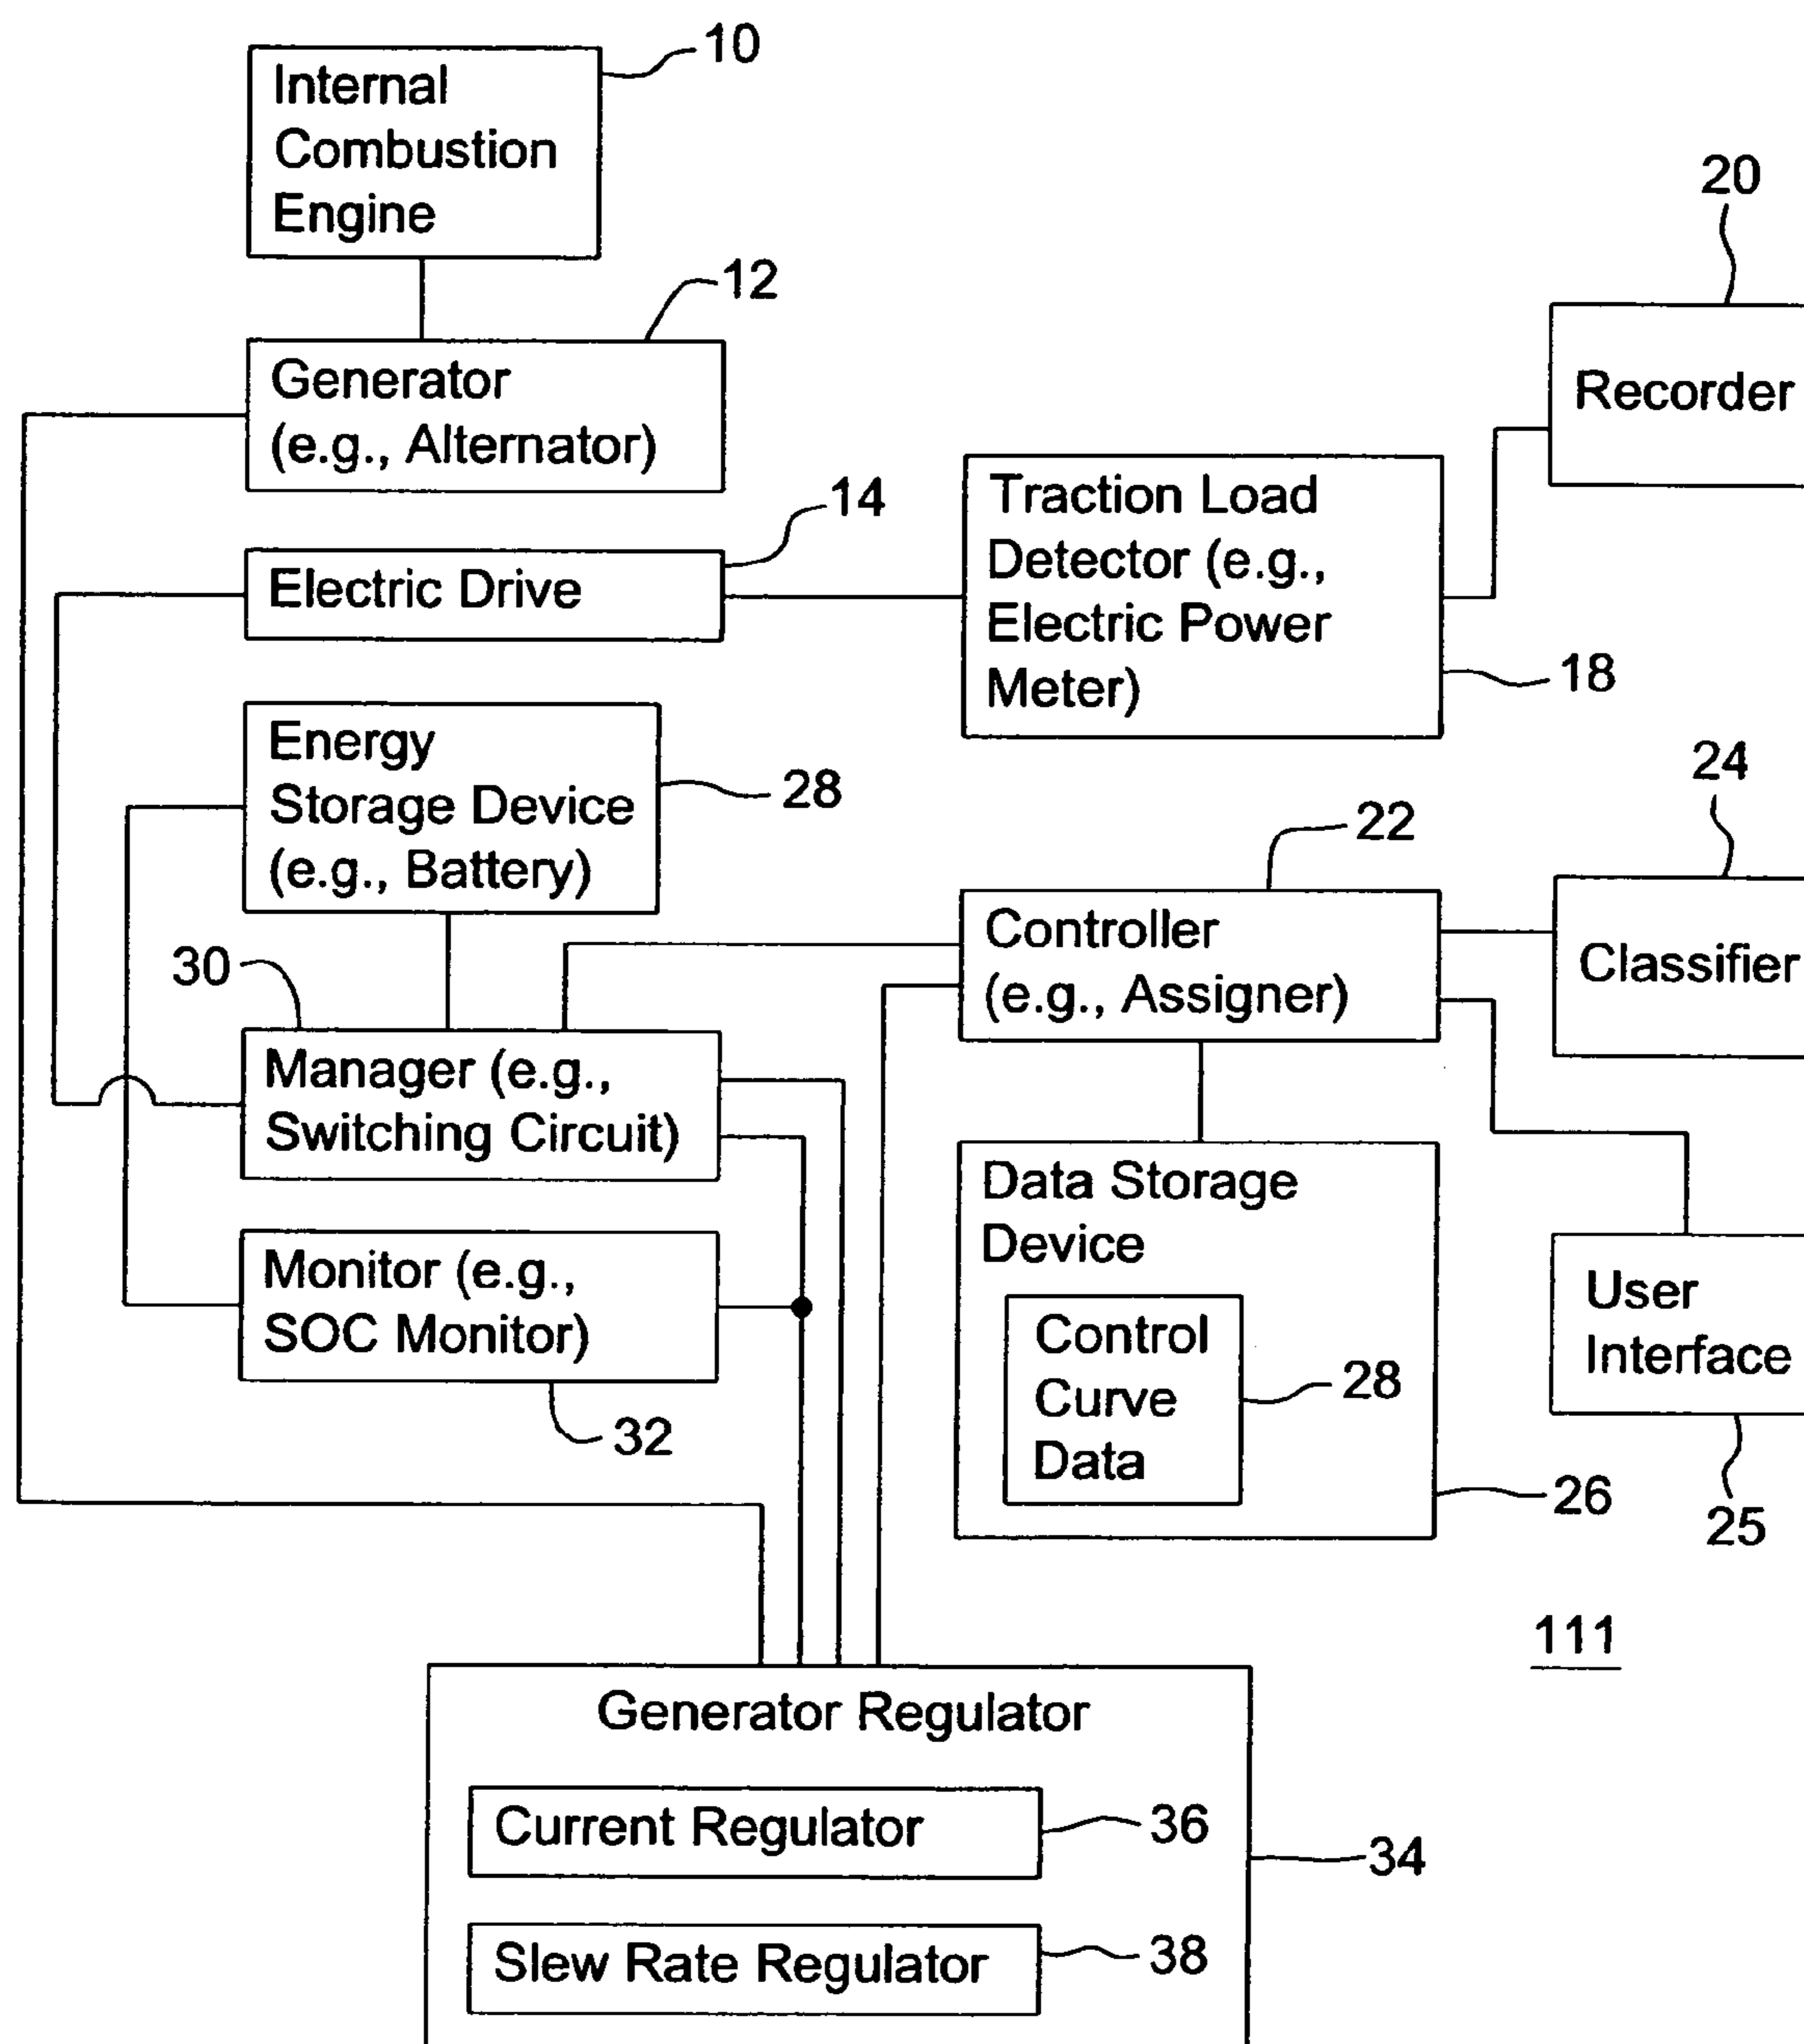 10
Internal
Combustion
Engine
20
12
Generator
(e.g., Alternator)
Recorder
14
Electric Drive
Traction Load
Detector (e.g.,
Electric Power
Meter)
18
Energy
Storage Device
(e.g., Battery)
28
24
22
Controller
(e.g., Assigner)
Classifier
30
Manager (e.g.,
Switching Circuit)
Data Storage
Device
Monitor (e.g.,
SOC Monitor)
32
Control
Curve
Data
28
User
Interface
26
25
111
Generator Regulator
Current Regulator
36
34
Slew Rate Regulator
38